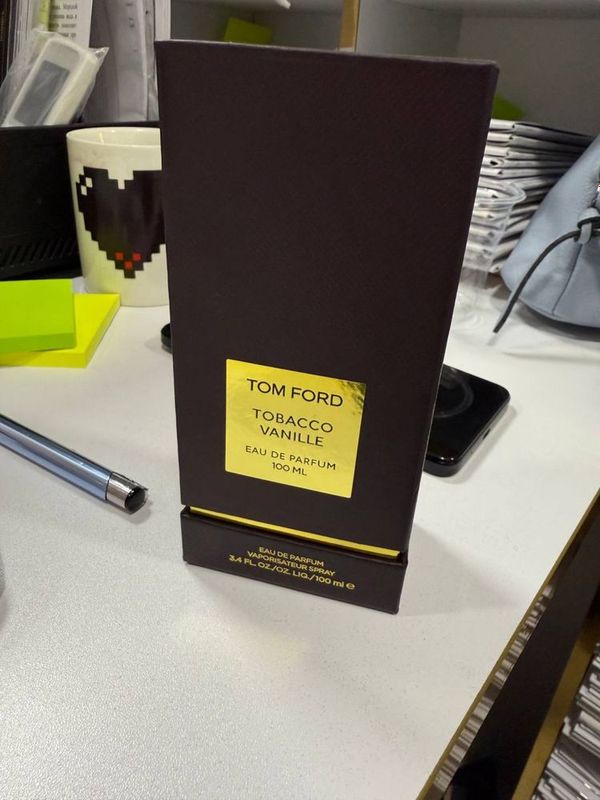 TOM FORD
TOBACCO
VANILLE
EAU DE PARFUM
100 ML
EAU DE PARFUM
VAPORISATEUR SPRAY
3.4 FL. OZ./OZ. LIQ./100 ml ℮